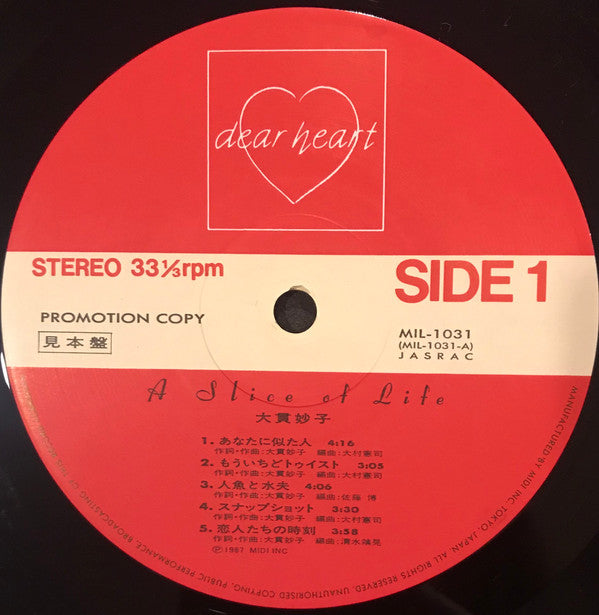 dear heart
STEREO 33⅓rpm
SIDE 1
PROMOTION COPY
見本盤
MIL-1031
(MIL-1031-A)
JASRAC
A Slice of Life
大貫妙子
1. あなたに似た人 4:16
作詞・作曲:大貫妙子 編曲:大村憲司
2. もういちどトゥイスト 3:05
作詞・作曲:大貫妙子 編曲:大村憲司
3. 人魚と水夫 4:06
作詞・作曲:大貫妙子 編曲:佐藤 博
4. スナップショット 3:30
作詞・作曲:大貫妙子 編曲:大村憲司
5. 恋人たちの時刻 3:58
作詞・作曲:大貫妙子 編曲:清水靖晃
Ⓟ1987 MIDI INC
MANUFACTURED BY MIDI INC. TOKYO, JAPAN. ALL RIGHTS RESERVED. UNAUTHORISED COPYING, PUBLIC PERFORMANCE, BROADCASTING OF